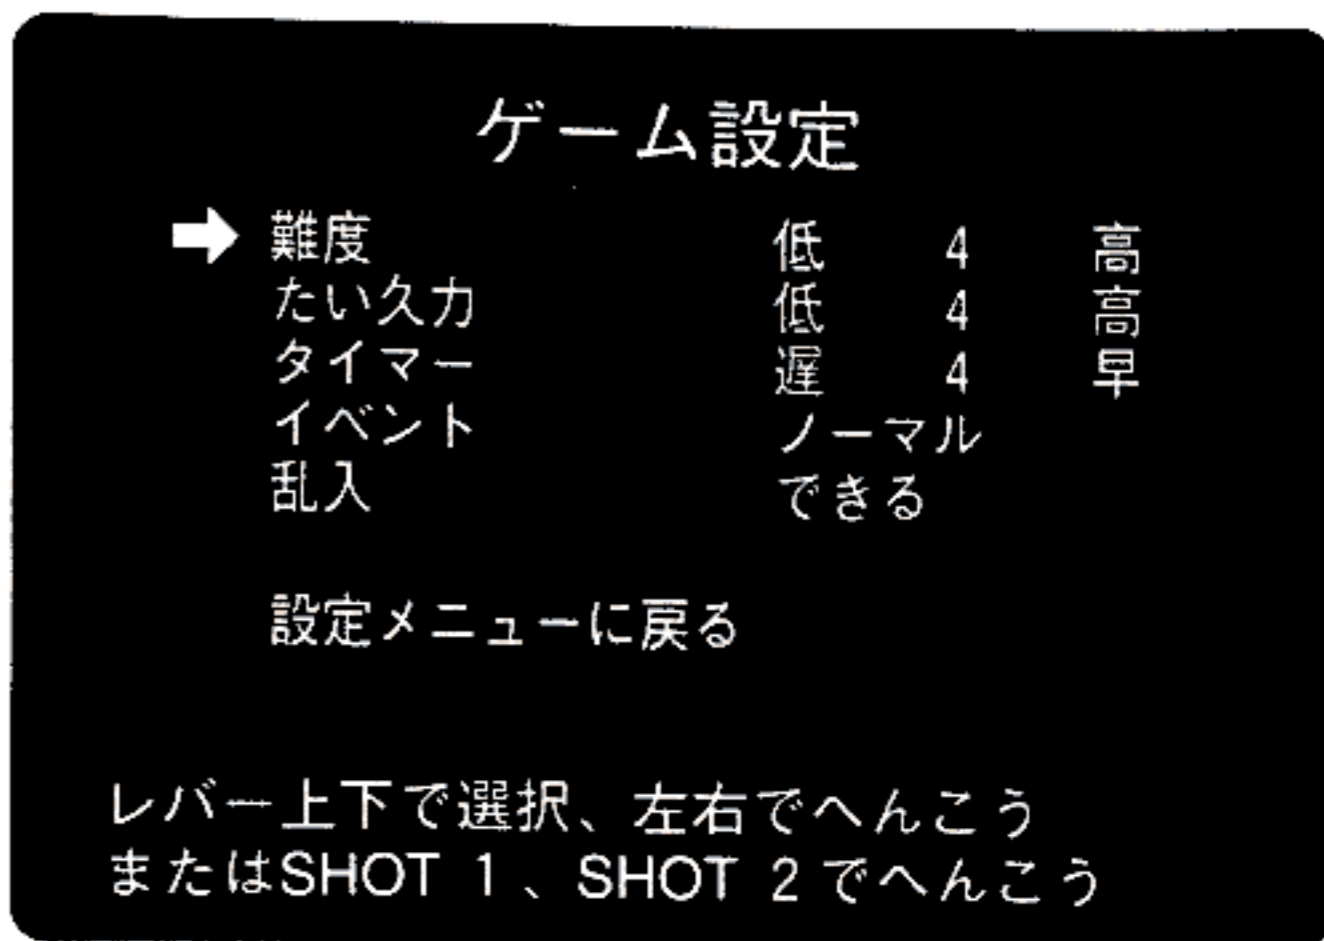 ゲーム設定
➡ 難度 低 4 高
たい久力 低 4 高
タイマー 遅 4 早
イベント ノーマル
乱入 できる
設定メニューに戻る
レバー上下で選択、左右でへんこう
またはSHOT 1、SHOT 2でへんこう